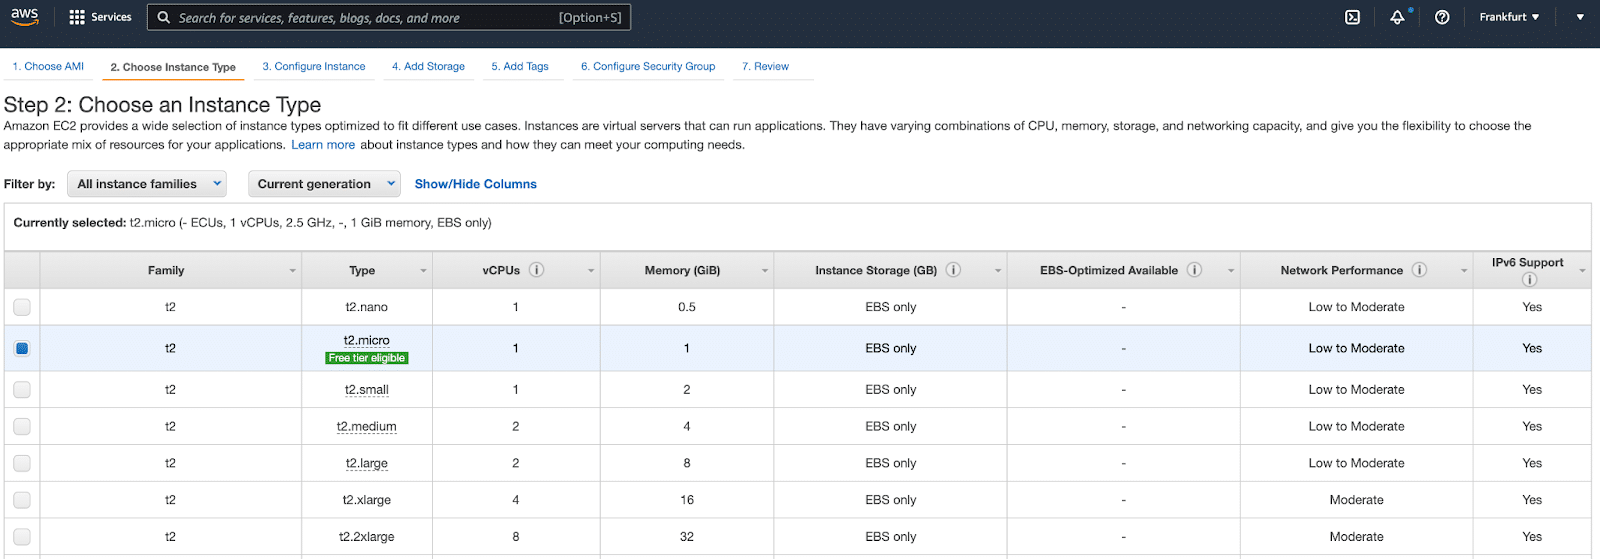 aws Services Search for services, features, blogs, docs, and more [Option+S] Frankfurt
1. Choose AMI 2. Choose Instance Type 3. Configure Instance 4. Add Storage 5. Add Tags 6. Configure Security Group 7. Review
Step 2: Choose an Instance Type
Amazon EC2 provides a wide selection of instance types optimized to fit different use cases. Instances are virtual servers that can run applications. They have varying combinations of CPU, memory, storage, and networking capacity, and give you the flexibility to choose the
appropriate mix of resources for your applications. Learn more about instance types and how they can meet your computing needs.
Filter by: All instance families Current generation Show/Hide Columns
Currently selected: t2.micro (- ECUs, 1 vCPUs, 2.5 GHz, -, 1 GiB memory, EBS only)
Family Type vCPUs Memory (GiB) Instance Storage (GB) EBS-Optimized Available Network Performance IPv6 Support
t2 t2.nano 1 0.5 EBS only - Low to Moderate Yes
t2 t2.micro 1 1 EBS only - Low to Moderate Yes
Free tier eligible
t2 t2.small 1 2 EBS only - Low to Moderate Yes
t2 t2.medium 2 4 EBS only - Low to Moderate Yes
t2 t2.large 2 8 EBS only - Low to Moderate Yes
t2 t2.xlarge 4 16 EBS only - Moderate Yes
t2 t2.2xlarge 8 32 EBS only - Moderate Yes